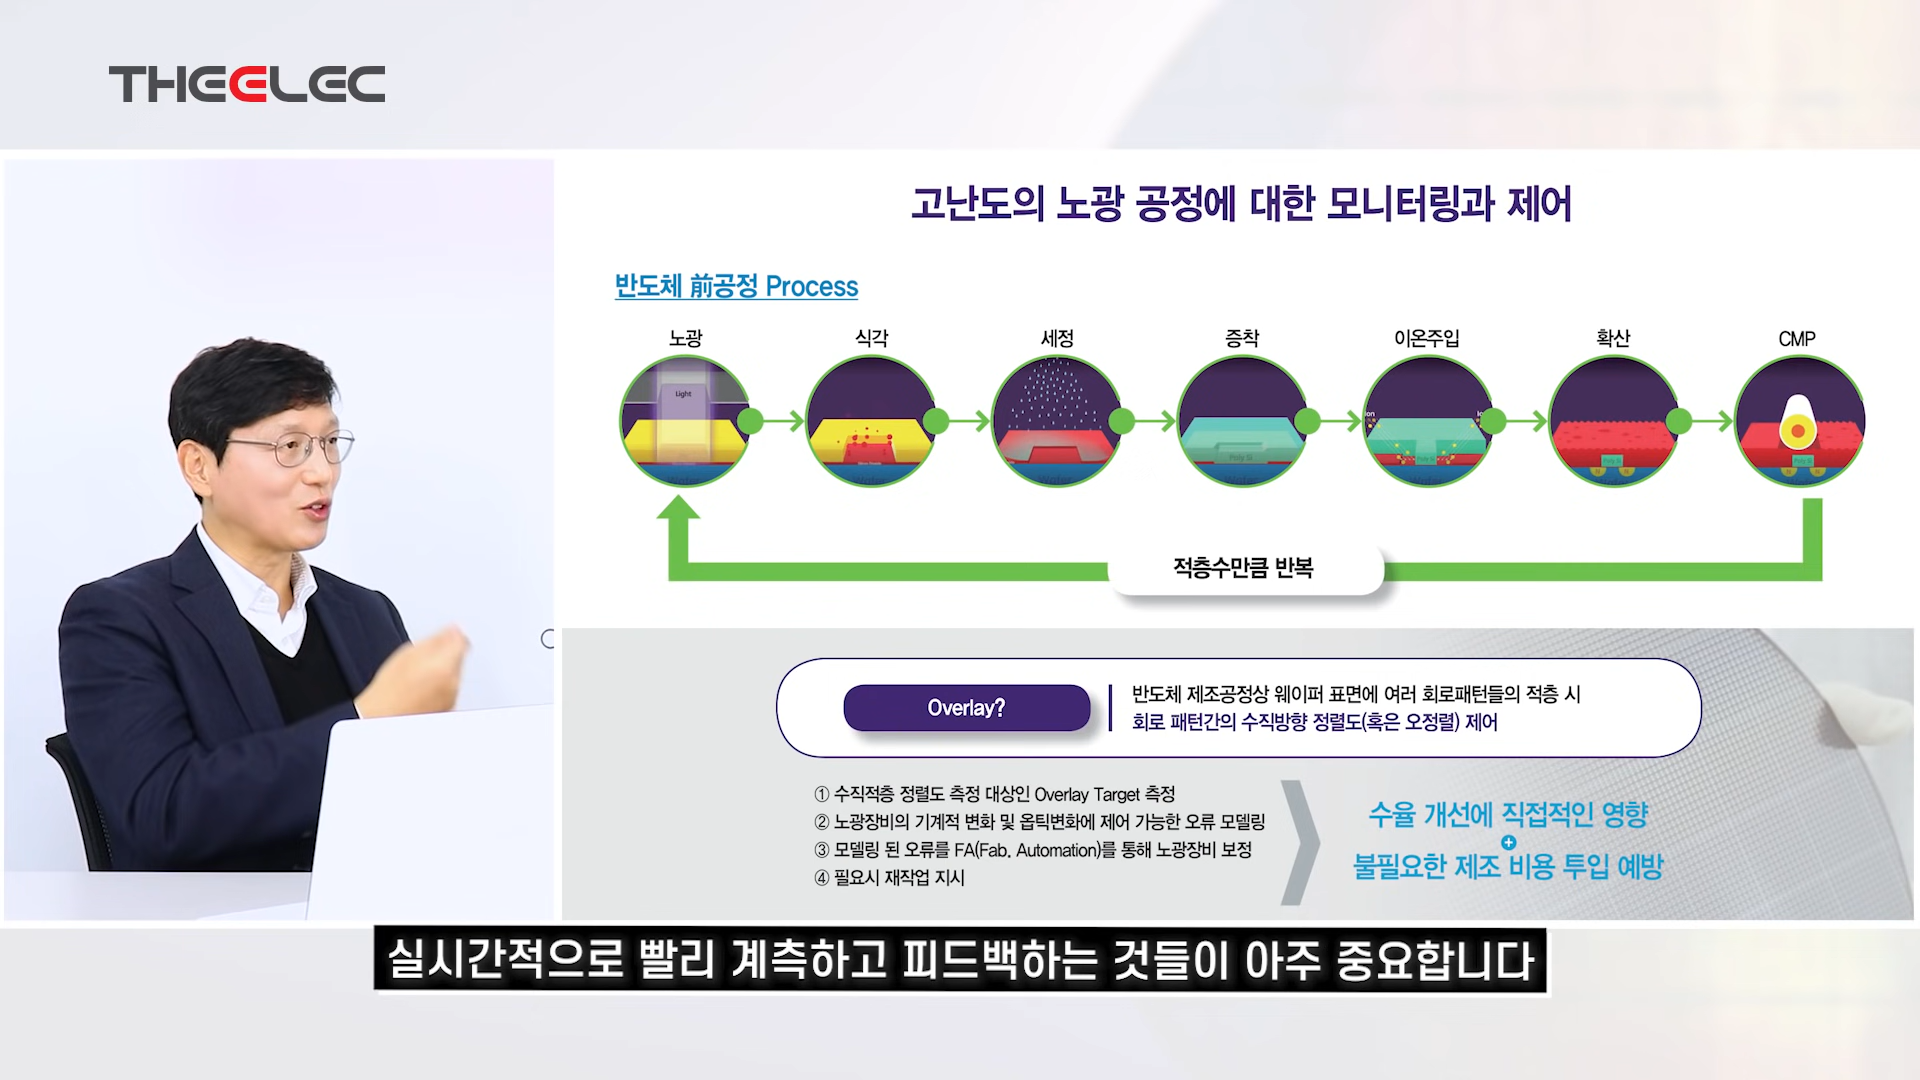 THEELEC
고난도의 노광 공정에 대한 모니터링과 제어
반도체 前공정 Process
노광
식각
세정
증착
이온주입
확산
CMP
Light
Poly Si
Poly Si
Poly Si
Poly Si
적층수만큼 반복
Overlay?
반도체 제조공정상 웨이퍼 표면에 여러 회로패턴들의 적층 시
회로 패턴간의 수직방향 정렬도(혹은 오정렬) 제어
① 수직적층 정렬도 측정 대상인 Overlay Target 측정
② 노광장비의 기계적 변화 및 옵틱변화에 제어 가능한 오류 모델링
③ 모델링 된 오류를 FA(Fab. Automation)를 통해 노광장비 보정
④ 필요시 재작업 지시
수율 개선에 직접적인 영향
+
불필요한 제조 비용 투입 예방
실시간적으로 빨리 계측하고 피드백하는 것들이 아주 중요합니다